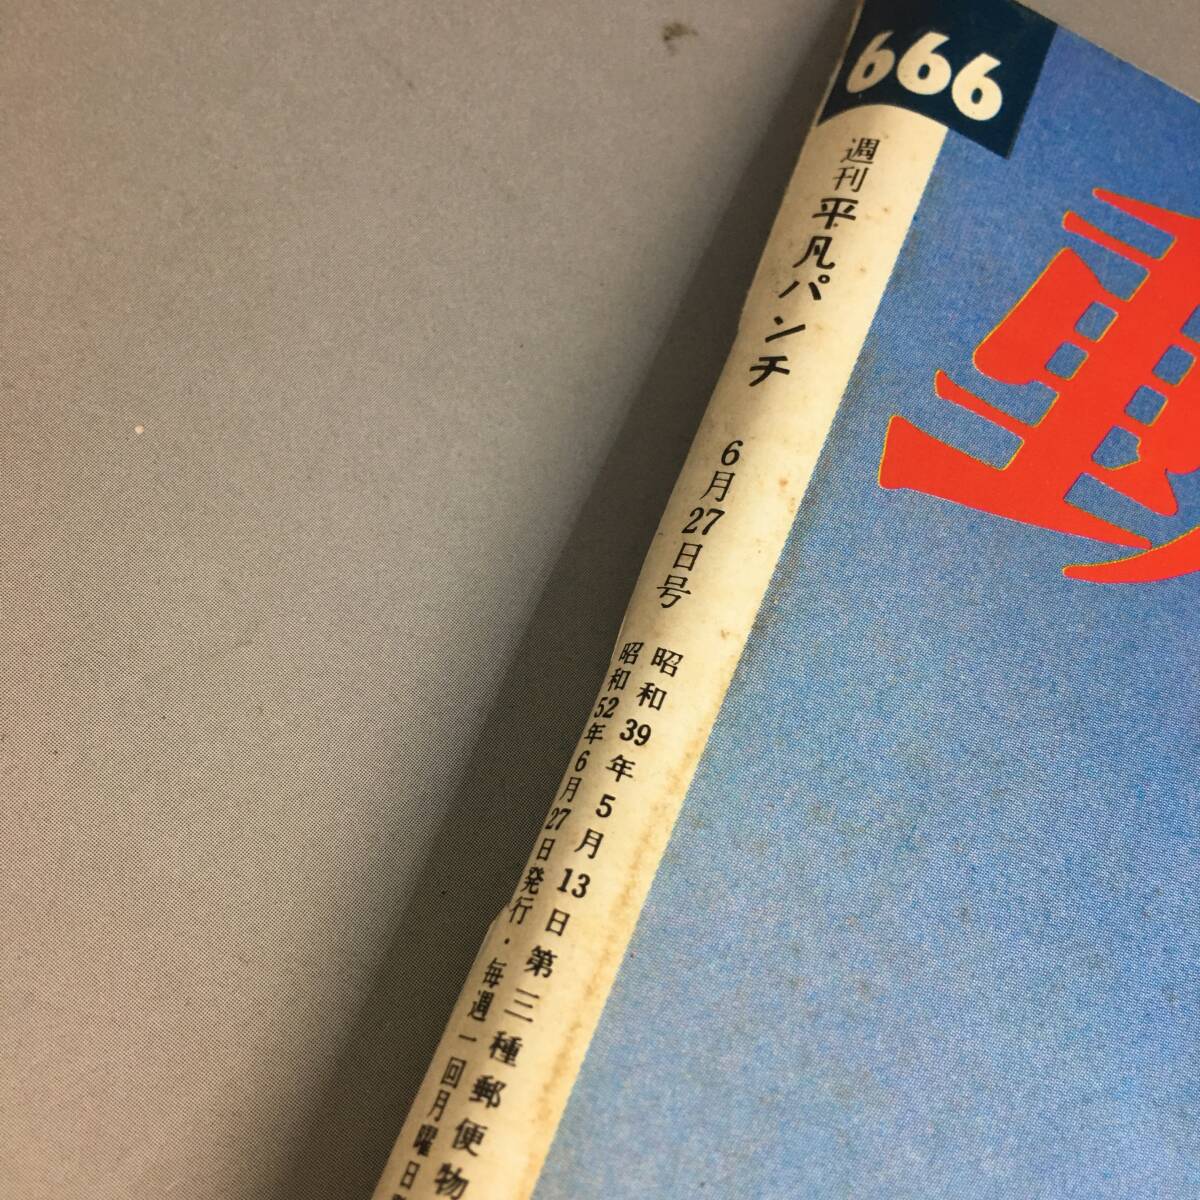 666
週刊平凡パンチ 6月27日号
昭和39年5月13日第三種郵便物
昭和52年6月27日発行・毎週一回月曜日